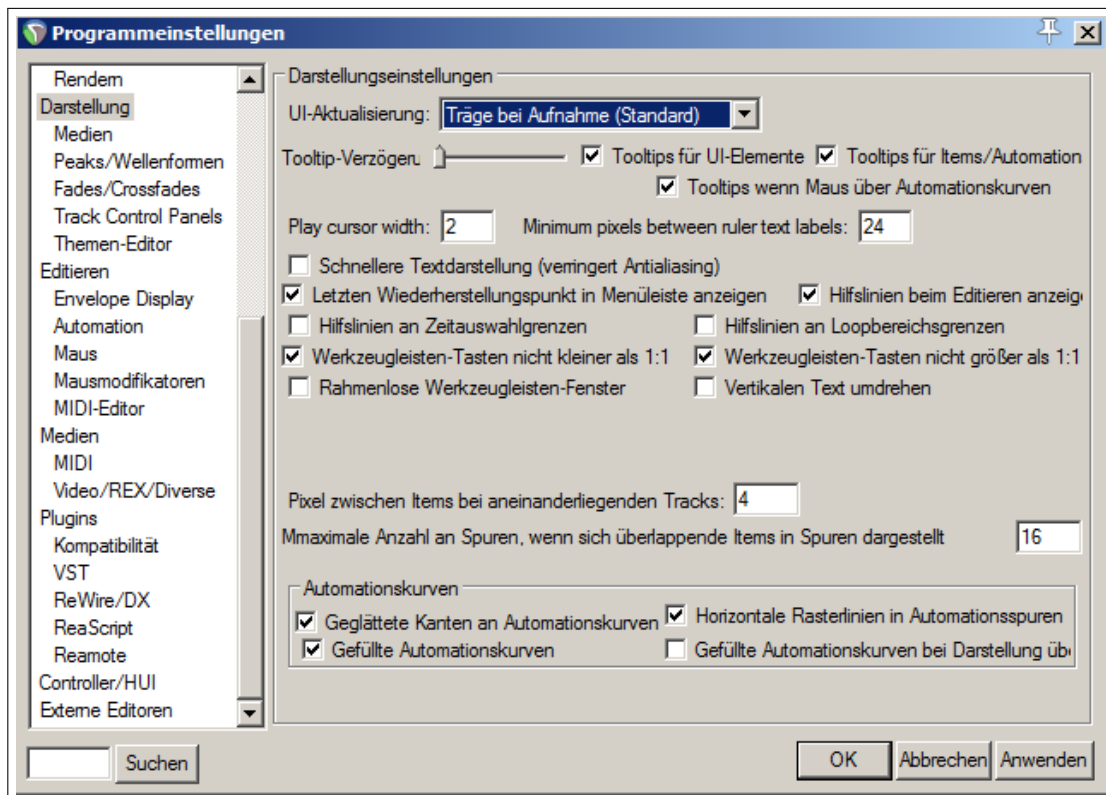 Programmeinstellungen
Rendern
Darstellung
Medien
Peaks/Wellenformen
Fades/Crossfades
Track Control Panels
Themen-Editor
Editieren
Envelope Display
Automation
Maus
Mausmodifikatoren
MIDI-Editor
Medien
MIDI
Video/REX/Diverse
Plugins
Kompatibilität
VST
ReWire/DX
ReaScript
Reamote
Controller/HUI
Externe Editoren
Suchen
Darstellungseinstellungen
UI-Aktualisierung: Träge bei Aufnahme (Standard)
Tooltip-Verzögeru Tooltips für UI-Elemente Tooltips für Items/Automation
Tooltips wenn Maus über Automationskurven
Play cursor width: 2 Minimum pixels between ruler text labels: 24
Schnellere Textdarstellung (verringert Antialiasing)
Letzten Wiederherstellungspunkt in Menüleiste anzeigen Hilfslinien beim Editieren anzeige
Hilfslinien an Zeitauswahlgrenzen Hilfslinien an Loopbereichsgrenzen
Werkzeugleisten-Tasten nicht kleiner als 1:1 Werkzeugleisten-Tasten nicht größer als 1:1
Rahmenlose Werkzeugleisten-Fenster Vertikalen Text umdrehen
Pixel zwischen Items bei aneinanderliegenden Tracks: 4
Mmaximale Anzahl an Spuren, wenn sich überlappende Items in Spuren dargestellt 16
Automationskurven
Geglättete Kanten an Automationskurven Horizontale Rasterlinien in Automationsspuren
Gefüllte Automationskurven Gefüllte Automationskurven bei Darstellung übe
OK Abbrechen Anwenden